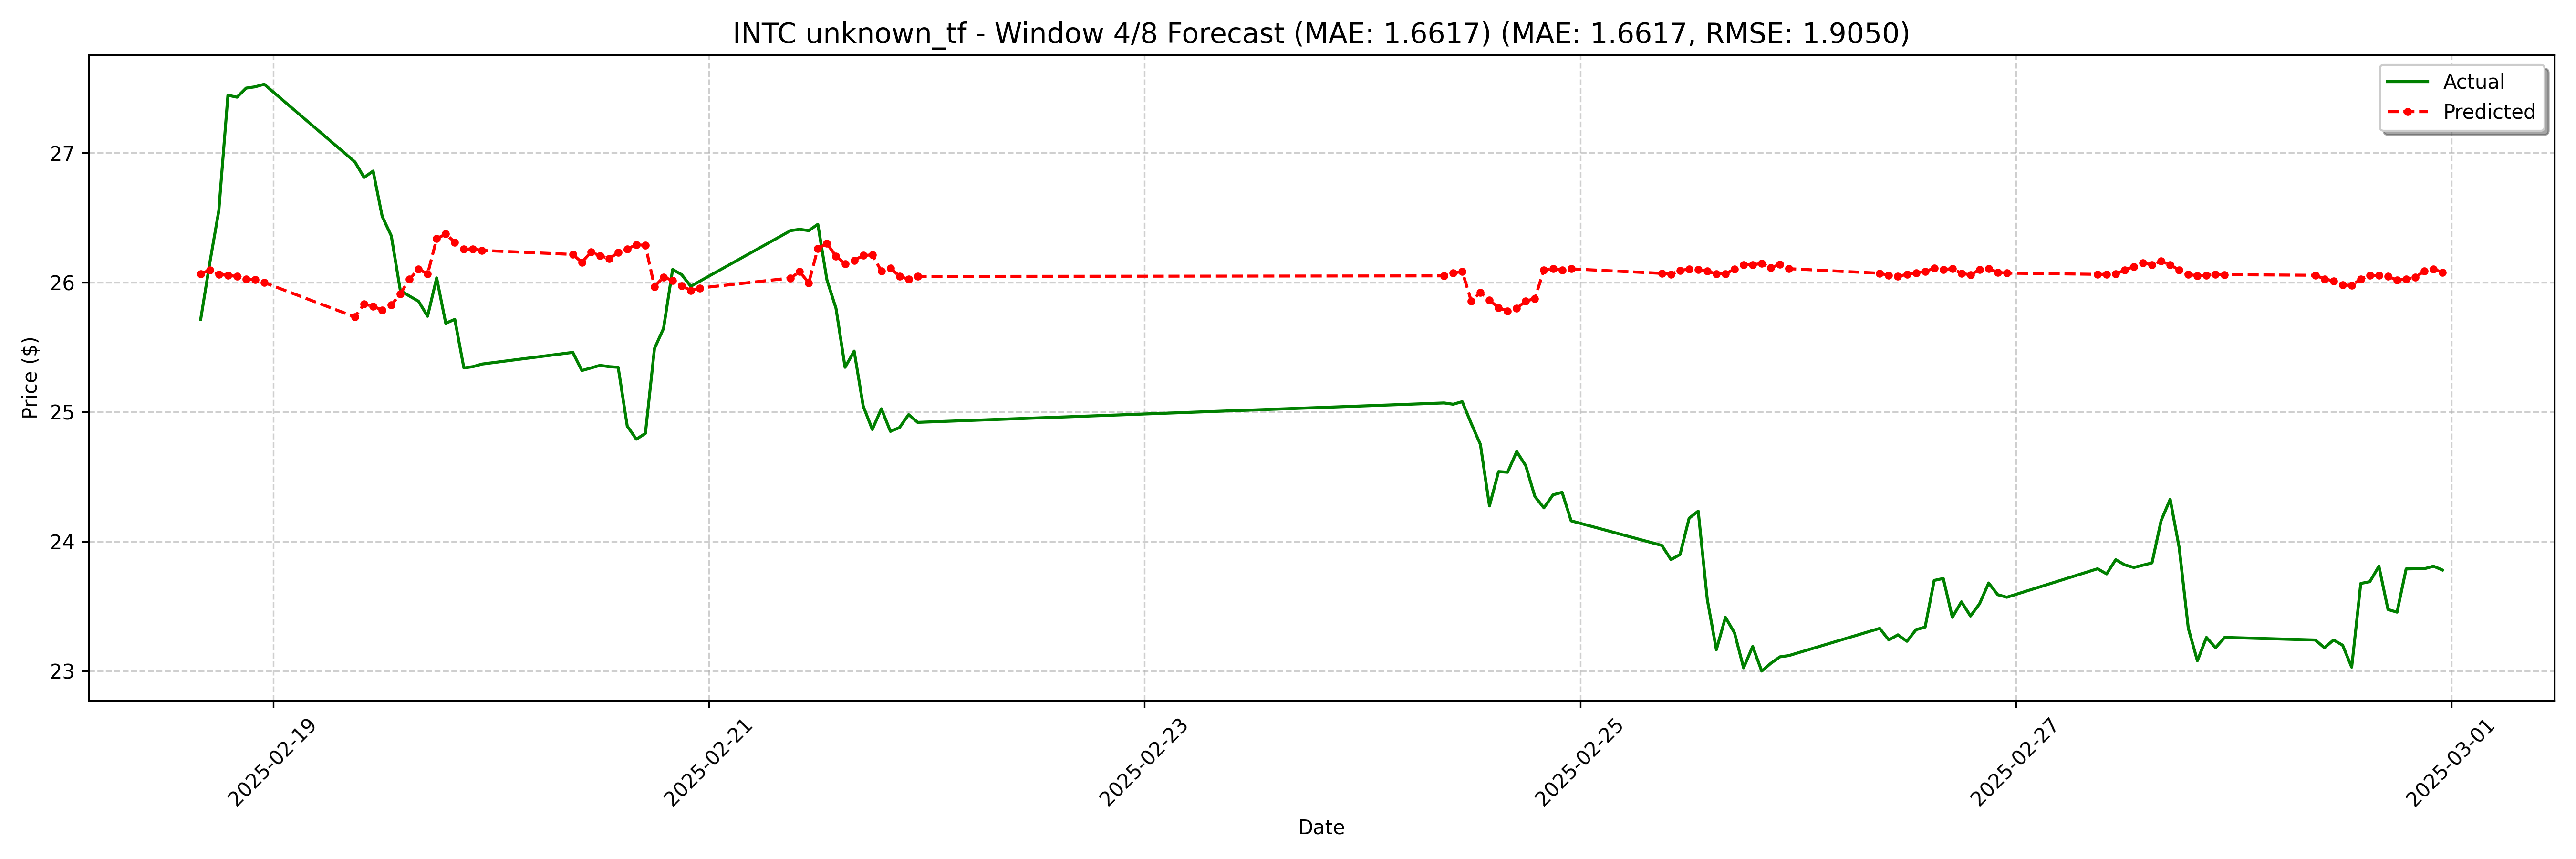 INTC unknown_tf - Window 4/8 Forecast (MAE: 1.6617) (MAE: 1.6617, RMSE: 1.9050)
Actual
Predicted
Price ($)
27
26
25
24
23
2025-02-19
2025-02-21
2025-02-23
2025-02-25
2025-02-27
2025-03-01
Date